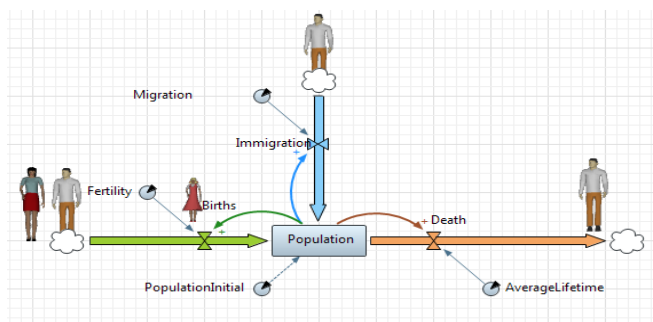 Migration
Immigration
+
Fertility
Births
+
Population
+
Death
PopulationInitial
AverageLifetime